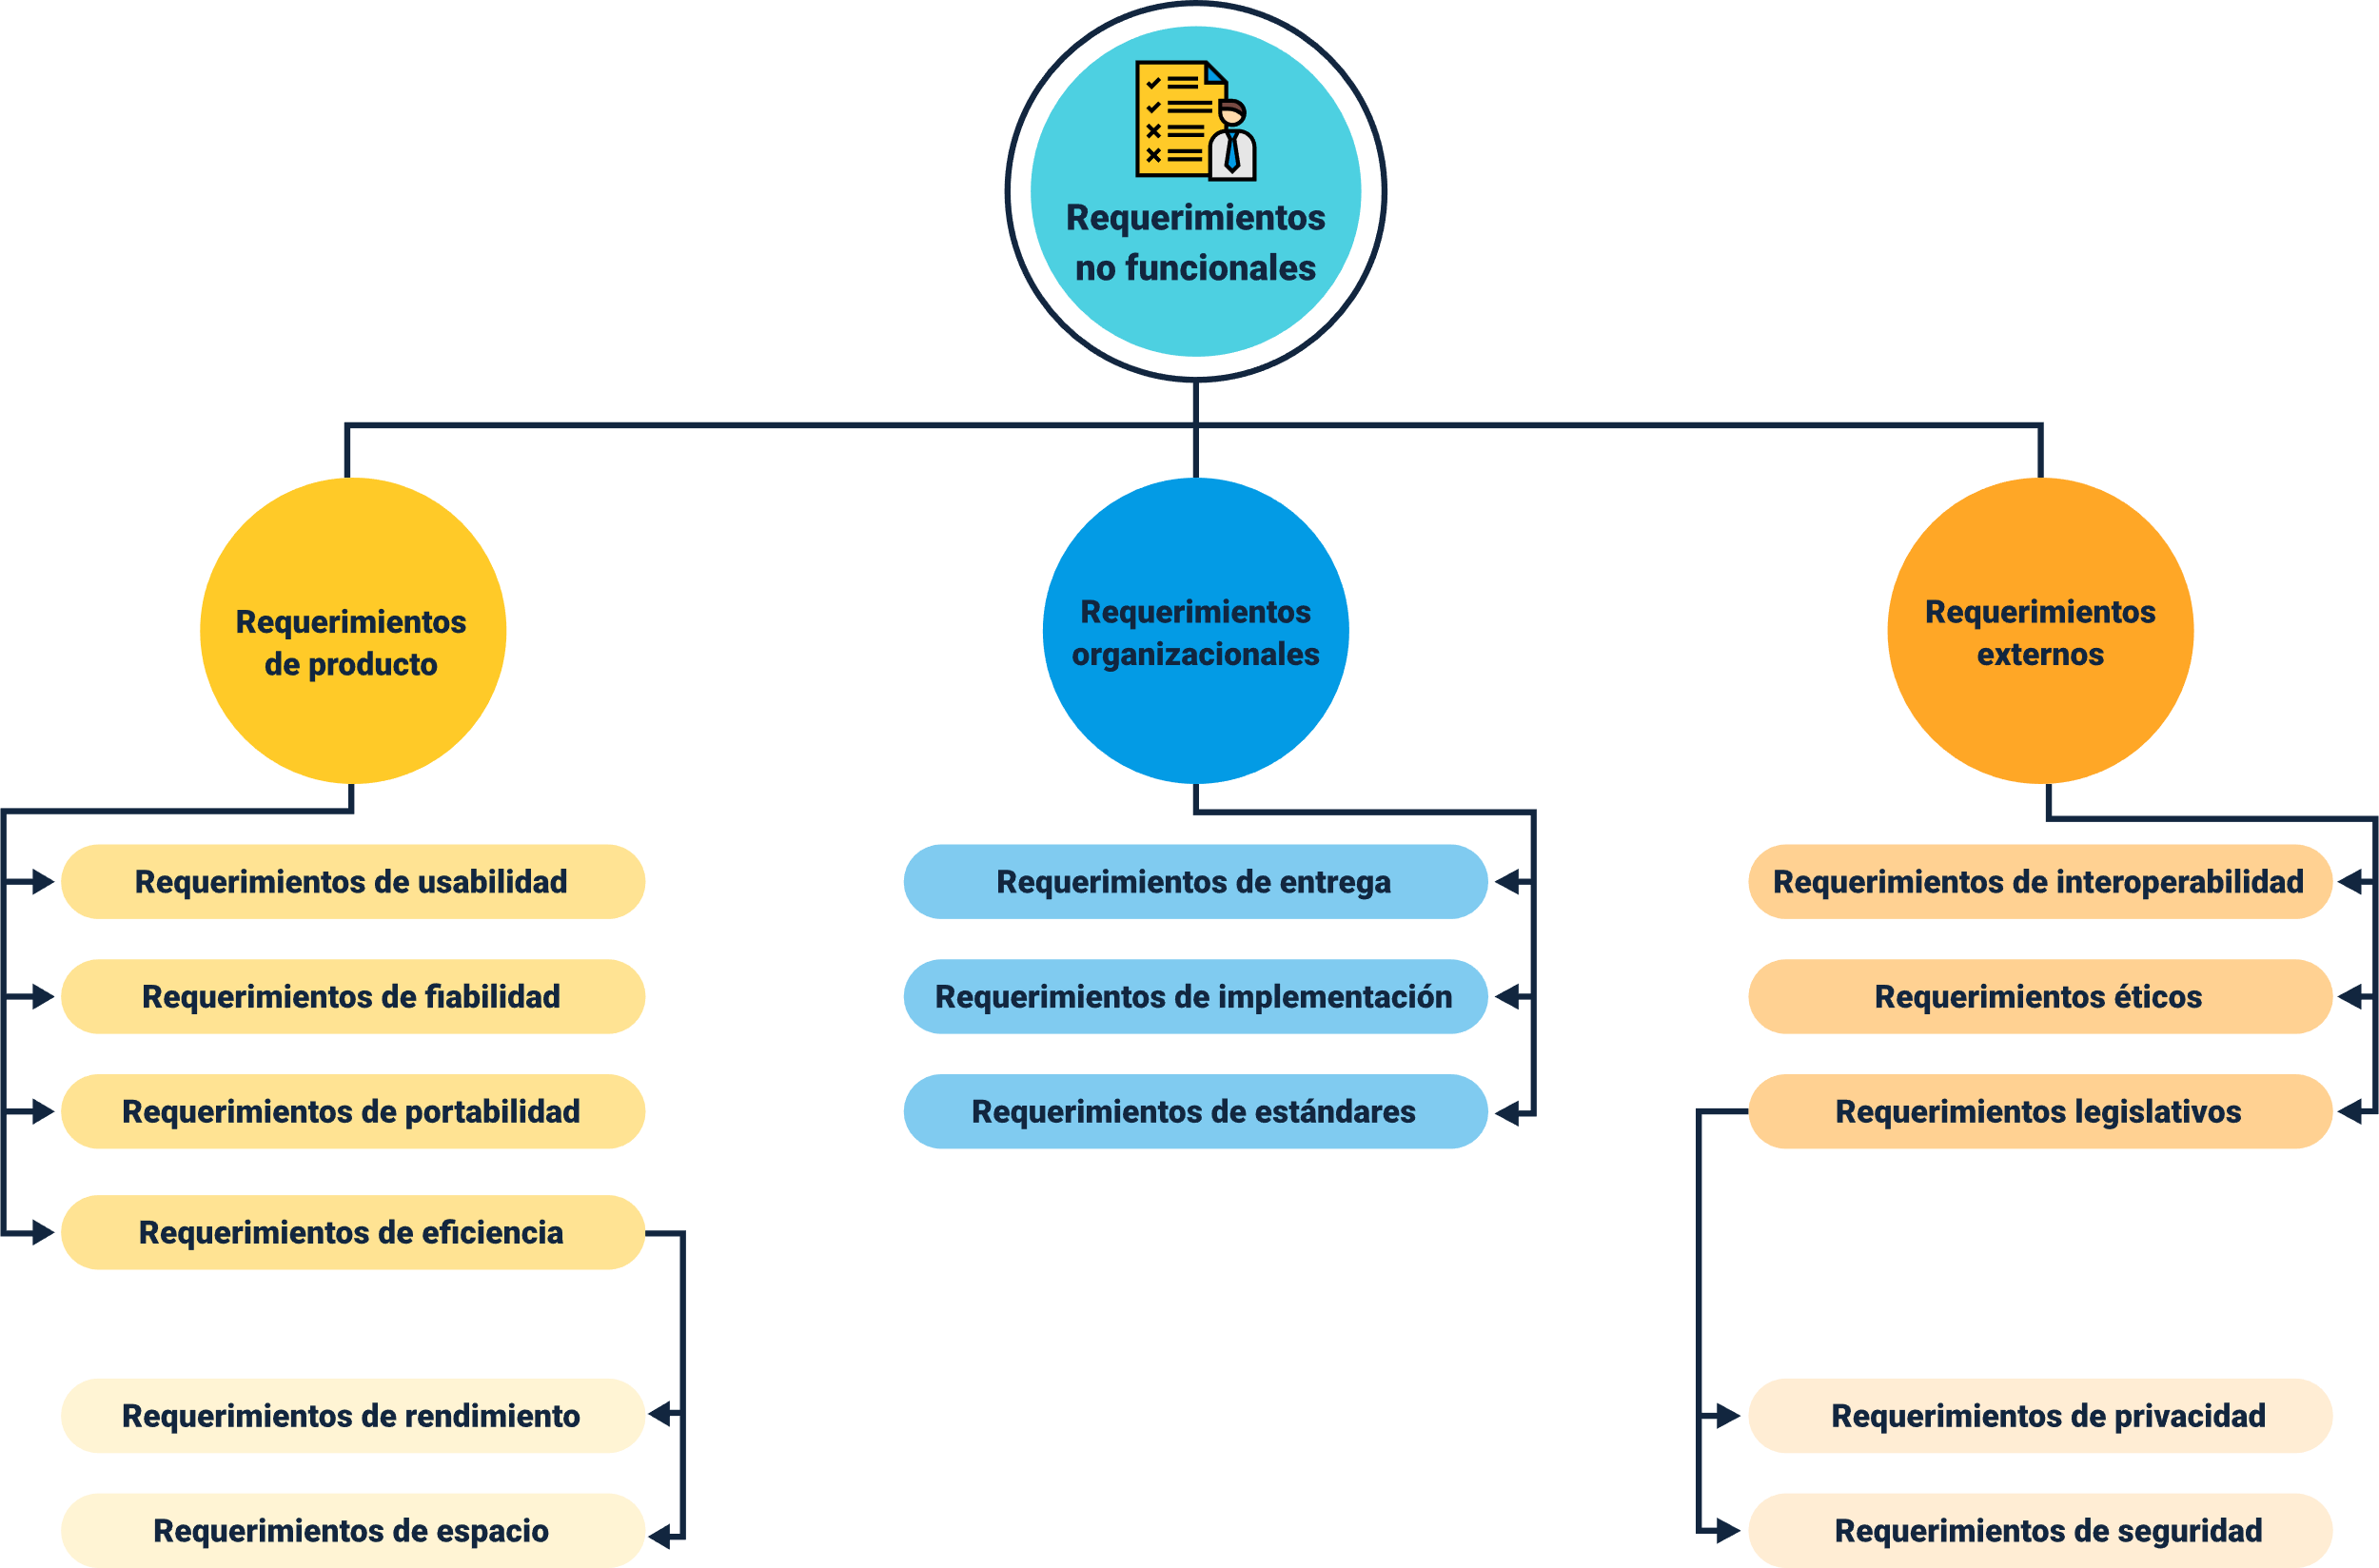 Requerimientos
no funcionales
Requerimientos
de producto
Requerimientos de usabilidad
Requerimientos de fiabilidad
Requerimientos de portabilidad
Requerimientos de eficiencia
Requerimientos de rendimiento
Requerimientos de espacio
Requerimientos
organizacionales
Requerimientos de entrega
Requerimientos de implementación
Requerimientos de estándares
Requerimientos
externos
Requerimientos de interoperabilidad
Requerimientos éticos
Requerimientos legislativos
Requerimientos de privacidad
Requerimientos de seguridad